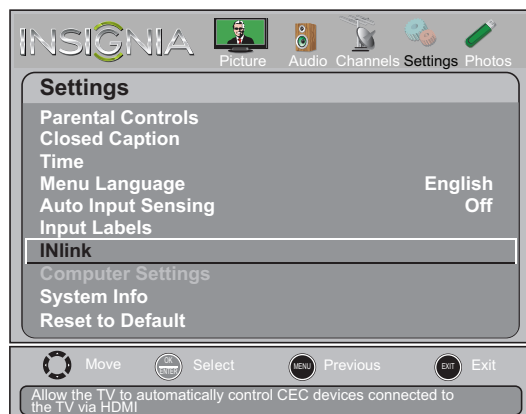 INSIGNIA
Picture Audio Channels Settings Photos
Settings
Parental Controls
Closed Caption
Time
Menu Language English
Auto Input Sensing Off
Input Labels
INlink
Computer Settings
System Info
Reset to Default
Move OK ENTER Select MENU Previous EXIT Exit
Allow the TV to automatically control CEC devices connected to
the TV via HDMI